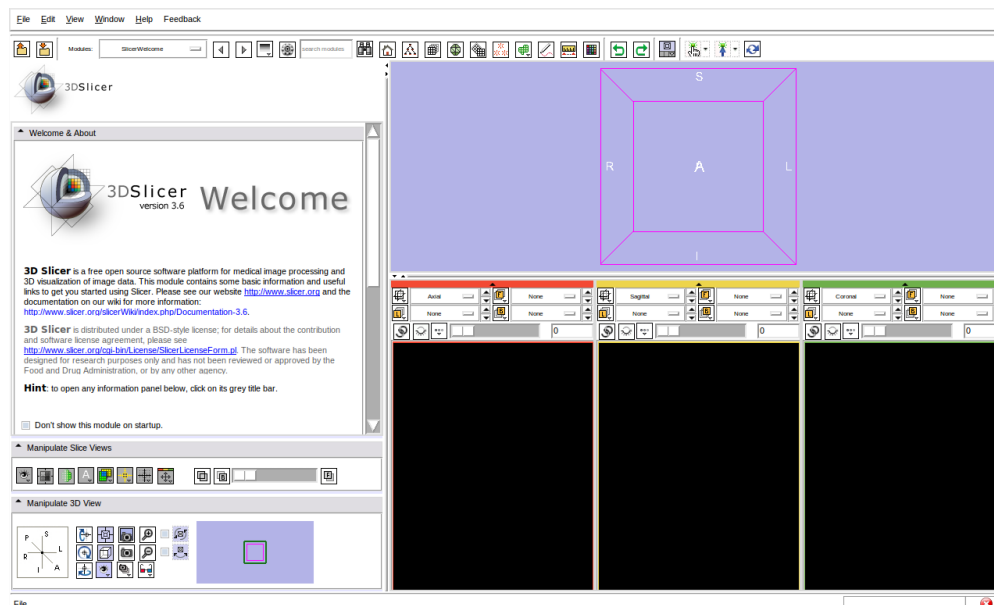 File Edit View Window Help Feedback
Modules: SlicerWelcome search modules
3DSlicer
Welcome & About
3DSlicer
version 3.6
Welcome
3D Slicer is a free open source software platform for medical image processing and
3D visualization of image data. This module contains some basic information and useful
links to get you started using Slicer. Please see our website http://www.slicer.org and the
documentation on our wiki for more information:
http://www.slicer.org/slicerWiki/index.php/Documentation-3.6.
3D Slicer is distributed under a BSD-style license; for details about the contribution
and software license agreement, please see
http://www.slicer.org/cgi-bin/License/SlicerLicenseForm.pl. The software has been
designed for research purposes only and has not been reviewed or approved by the
Food and Drug Administration, or by any other agency.
Hint: to open any information panel below, click on its grey title bar.
Don't show this module on startup.
Manipulate Slice Views
Manipulate 3D View
P S
R L
I A
S
R A L
I
Axial None Sagittal None Coronal None
None None None None None None
0 0 0
File